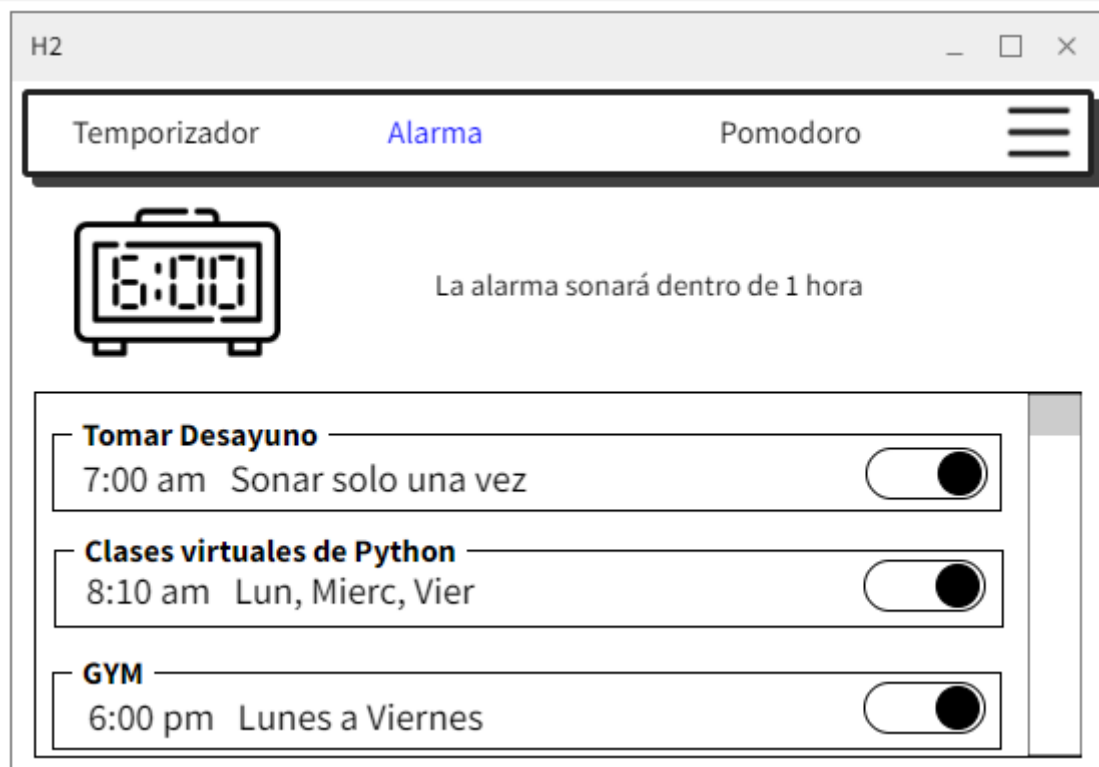 H2
Temporizador Alarma Pomodoro
6:00
La alarma sonará dentro de 1 hora
Tomar Desayuno
7:00 am Sonar solo una vez
Clases virtuales de Python
8:10 am Lun, Mierc, Vier
GYM
6:00 pm Lunes a Viernes